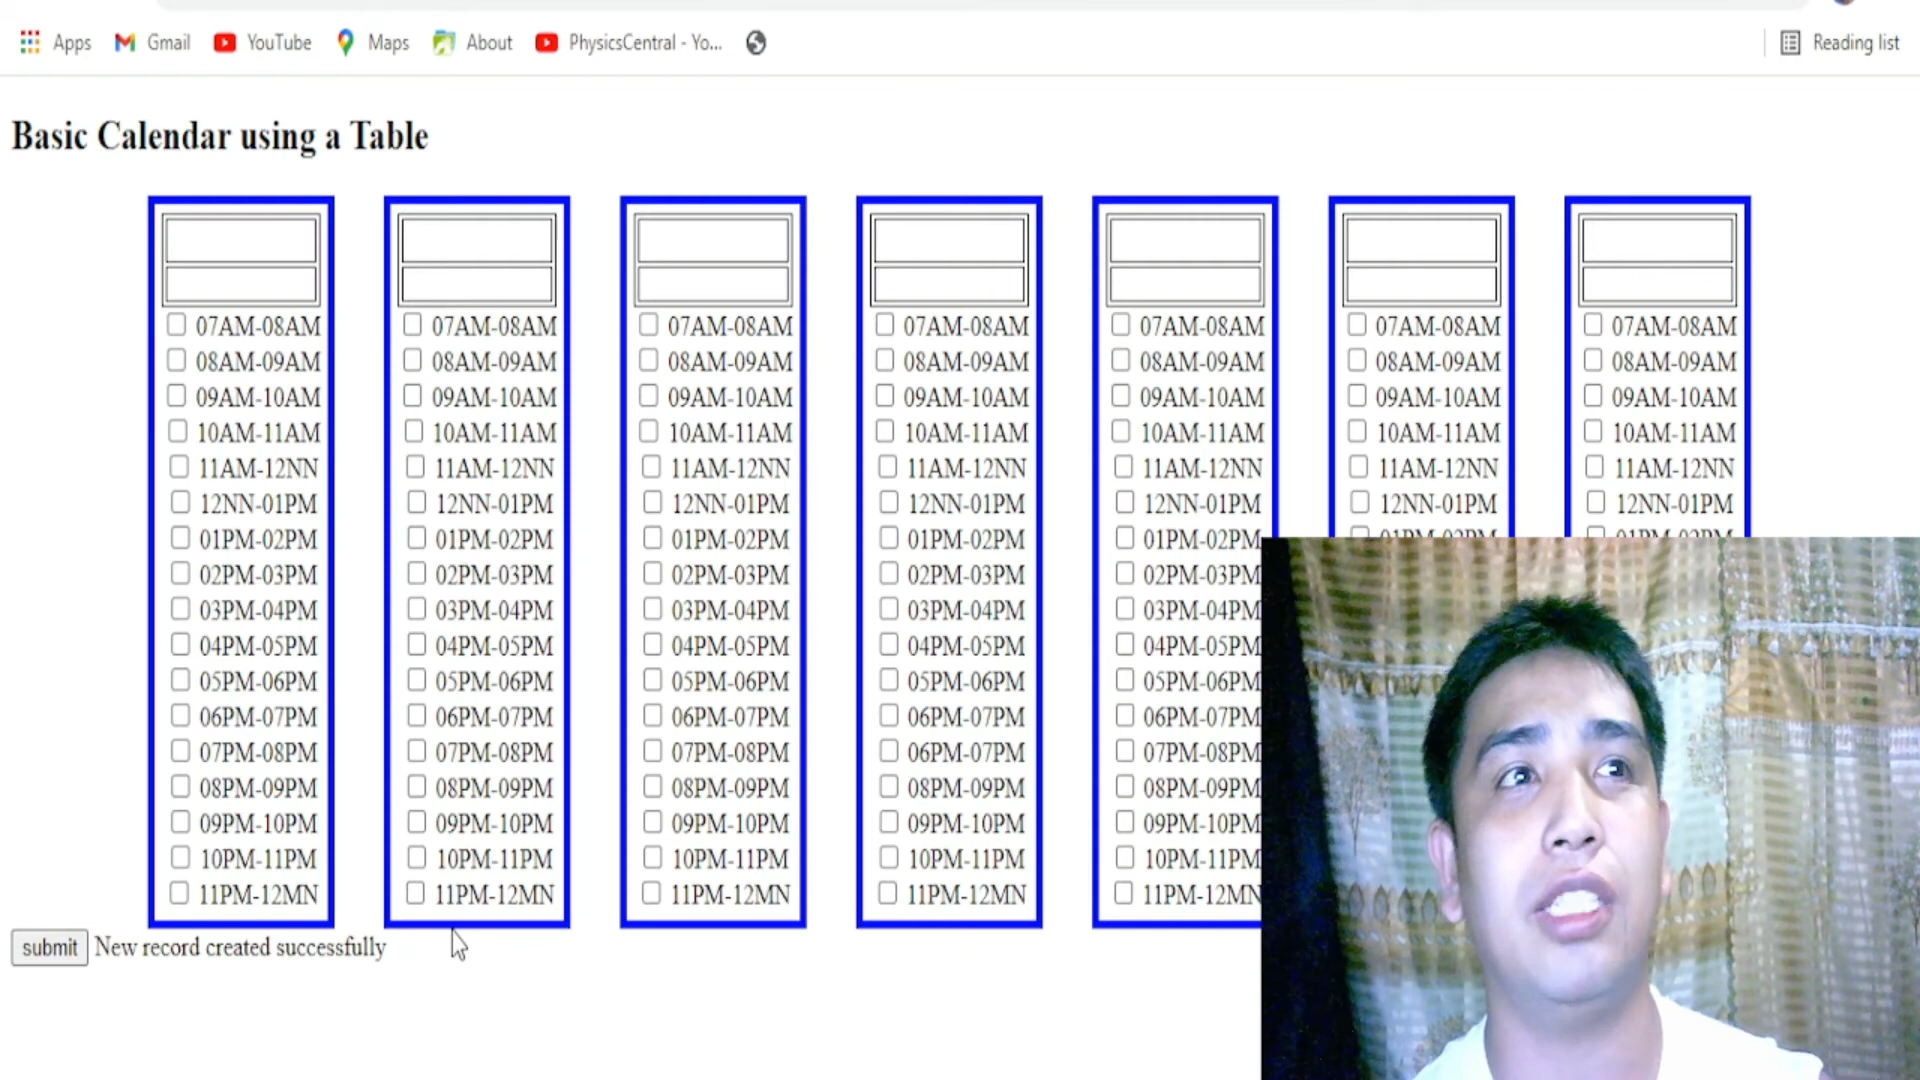 Apps Gmail YouTube Maps About PhysicsCentral - Yo... Reading list
Basic Calendar using a Table
07AM-08AM 07AM-08AM 07AM-08AM 07AM-08AM 07AM-08AM 07AM-08AM 07AM-08AM
08AM-09AM 08AM-09AM 08AM-09AM 08AM-09AM 08AM-09AM 08AM-09AM 08AM-09AM
09AM-10AM 09AM-10AM 09AM-10AM 09AM-10AM 09AM-10AM 09AM-10AM 09AM-10AM
10AM-11AM 10AM-11AM 10AM-11AM 10AM-11AM 10AM-11AM 10AM-11AM 10AM-11AM
11AM-12NN 11AM-12NN 11AM-12NN 11AM-12NN 11AM-12NN 11AM-12NN 11AM-12NN
12NN-01PM 12NN-01PM 12NN-01PM 12NN-01PM 12NN-01PM 12NN-01PM 12NN-01PM
01PM-02PM 01PM-02PM 01PM-02PM 01PM-02PM 01PM-02PM
02PM-03PM 02PM-03PM 02PM-03PM 02PM-03PM 02PM-03PM
03PM-04PM 03PM-04PM 03PM-04PM 03PM-04PM 03PM-04PM
04PM-05PM 04PM-05PM 04PM-05PM 04PM-05PM 04PM-05PM
05PM-06PM 05PM-06PM 05PM-06PM 05PM-06PM 05PM-06PM
06PM-07PM 06PM-07PM 06PM-07PM 06PM-07PM 06PM-07PM
07PM-08PM 07PM-08PM 07PM-08PM 06PM-07PM 07PM-08PM
08PM-09PM 08PM-09PM 08PM-09PM 08PM-09PM 08PM-09PM
09PM-10PM 09PM-10PM 09PM-10PM 09PM-10PM 09PM-10PM
10PM-11PM 10PM-11PM 10PM-11PM 10PM-11PM 10PM-11PM
11PM-12MN 11PM-12MN 11PM-12MN 11PM-12MN 11PM-12MN
submit New record created successfully